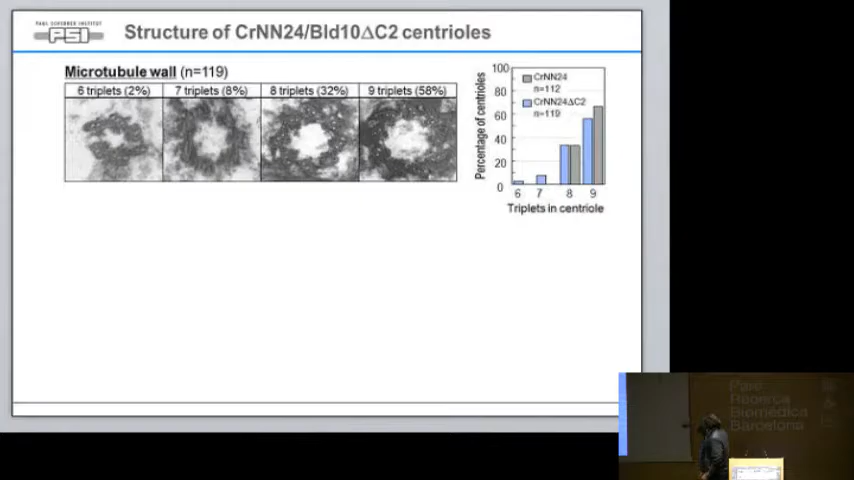 PAUL SCHERRER INSTITUT
PSI
Structure of CrNN24/Bld10ΔC2 centrioles
Microtubule wall (n=119)
6 triplets (2%) 7 triplets (8%) 8 triplets (32%) 9 triplets (58%)
Percentage of centrioles
100
80
60
40
20
0
CrNN24
n=112
CrNN24ΔC2
n=119
6 7 8 9
Triplets in centriole
Parc
Recerca
Biomèdica
Barcelona